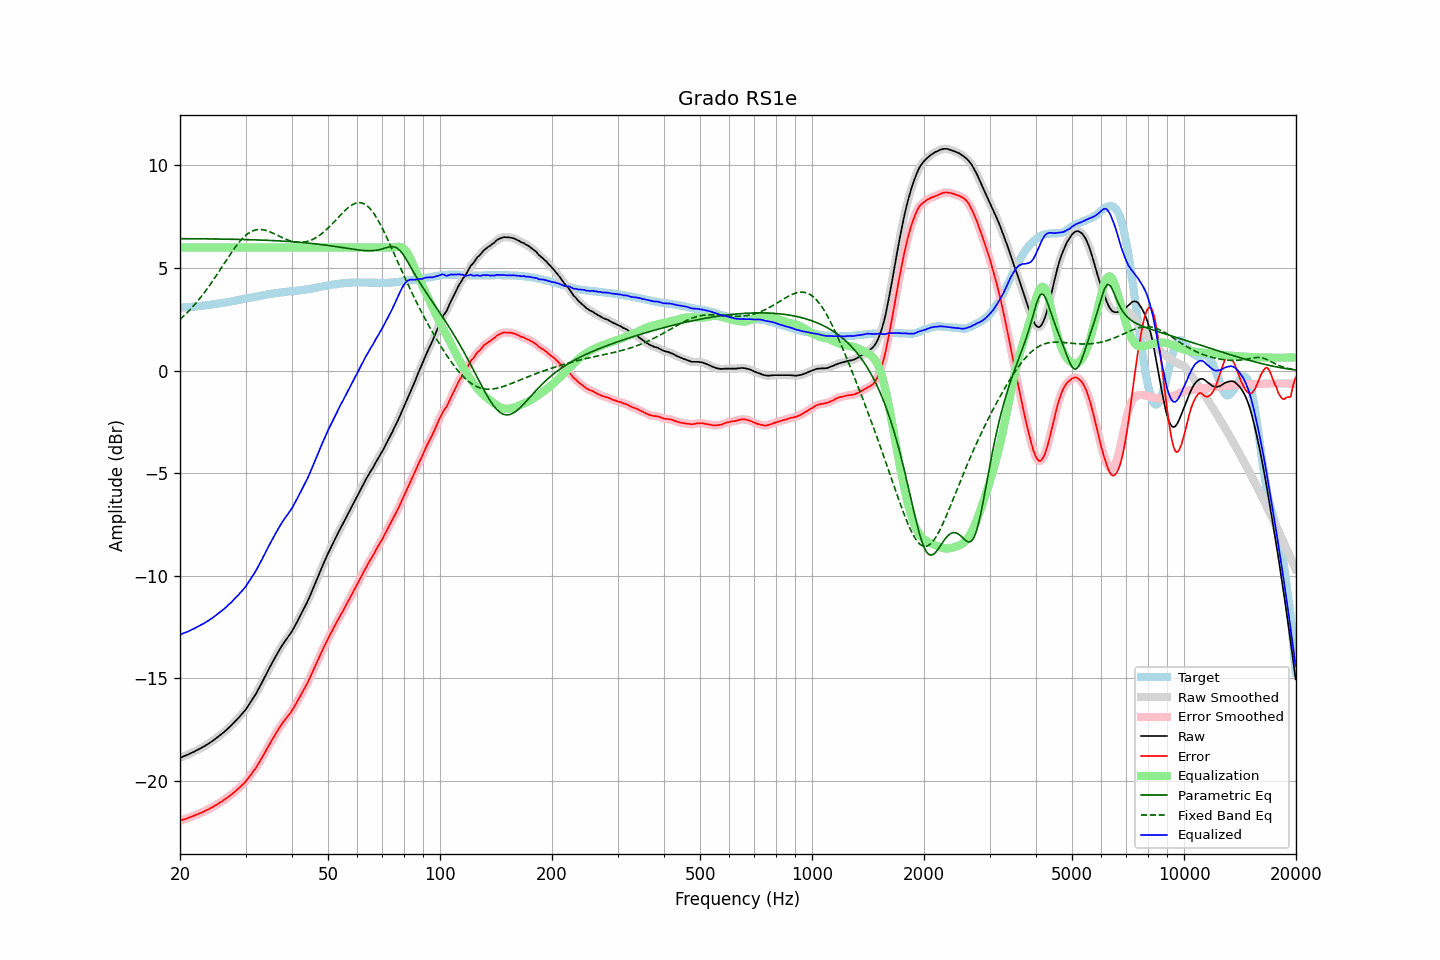 Grado RS1e
Amplitude (dBr)
10
5
0
−5
−10
−15
−20
20
50
100
200
500
1000
2000
5000
10000
20000
Frequency (Hz)
Target
Raw Smoothed
Error Smoothed
Raw
Error
Equalization
Parametric Eq
Fixed Band Eq
Equalized